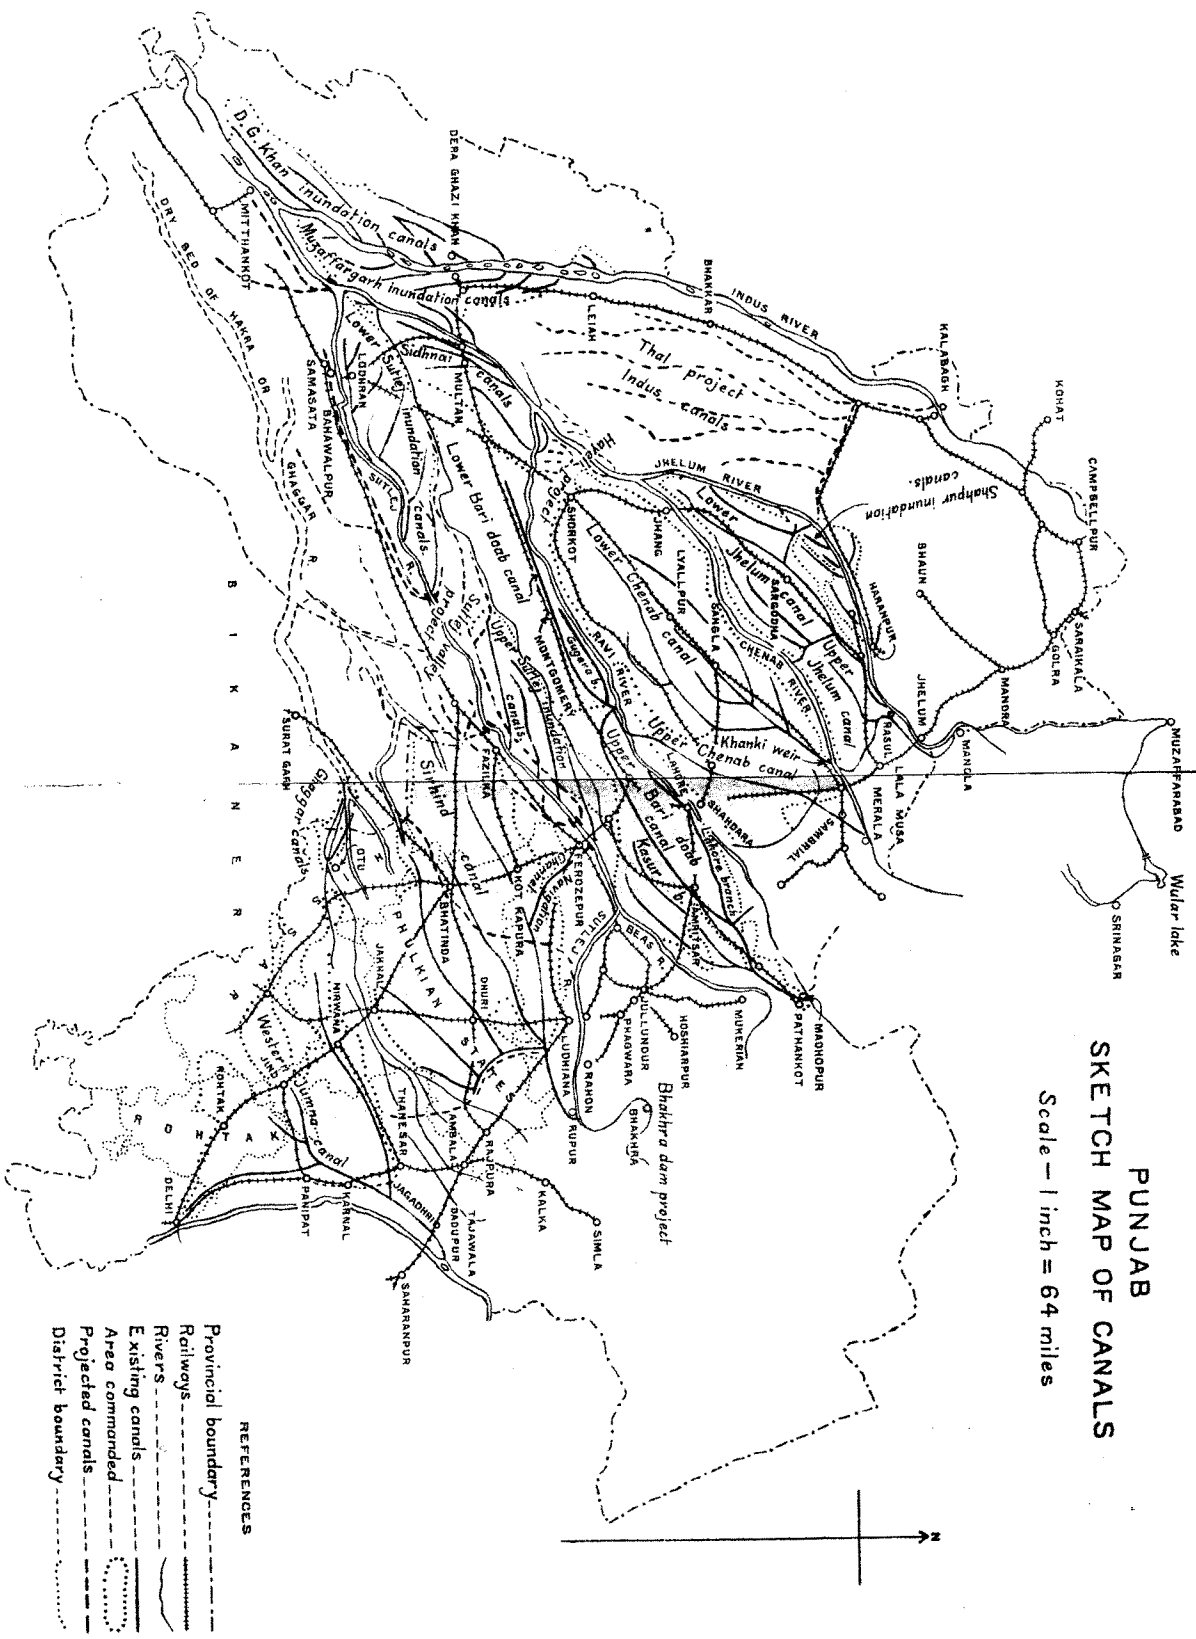 PUNJAB
SKETCH MAP OF CANALS
Scale — 1 inch = 64 miles
N
MUZAFFARABAD
Wular lake
SRINAGAR
KOHAT
CAMPBELLPUR
SARAIKALA
GOLRA
MANDRA
MANGLA
JHELUM
BHAUN
KALABAGH
INDUS RIVER
BHAKKAR
LEIAH
DERA GHAZI KHAN
D.G. Khan inundation canals
Muzaffargarh inundation canals
MITTHANKOT
DRY BED OF HAKRA OR GHAGGAR R
Thal project
Indus canals
Shahpur inundation
canals.
JHELUM RIVER
HARANPUR
RASUL
LALA MUSA
MERALA
SAMBRIAL
Lower Jhelum canal
Upper Jhelum canal
SARGODHA
CHENAB RIVER
Khanki weir
Upper Chenab canal
Haveli project
JHANG
SHORKOT
LYALLPUR
SANGLA
Lower Chenab canal
Gugera b.
RAVI RIVER
SHAHDARA
LAHORE
Lahore branch
Upper Bari doab canal
Kasur b.
AMRITSAR
MADHOPUR
PATHANKOT
MUKERIAN
HOSHIARPUR
JULLUNDUR
PHAGWARA
RAHON
BHAKHRA
Bhakhra dam project
RUPUR
BEAS R.
SUTLEJ R.
LUDHIANA
FEROZEPUR
Navigation
Channel
KOT KAPURA
FAZILKA
MONTGOMERY
Lower Bari doab canal
Upper Sutlej inundation
canals
Sutlej valley
project
Sidhnai canals
MULTAN
LODHRAN
Lower Sutlej inundation canals.
SUTLEJ R.
SAMASATA
BAHAWALPUR
BIKANER
SURAT GARH
Ghaggar canals
OTU
Sirhind canal
BHATINDA
PHULKIAN STATES
DHURI
JAKHAL
NIRWANA
HISSAR
Western Jumna canal
JIND
ROHTAK
ROHTAK
DELHI
PANIPAT
KARNAL
THANESAR
AMBALA
RAJPURA
KALKA
SIMLA
JAGADHRI
DADUPUR
TAJAWALA
SAHARANPUR
REFERENCES
Provincial boundary
Railways
Rivers
Existing canals
Area commanded
Projected canals
District boundary